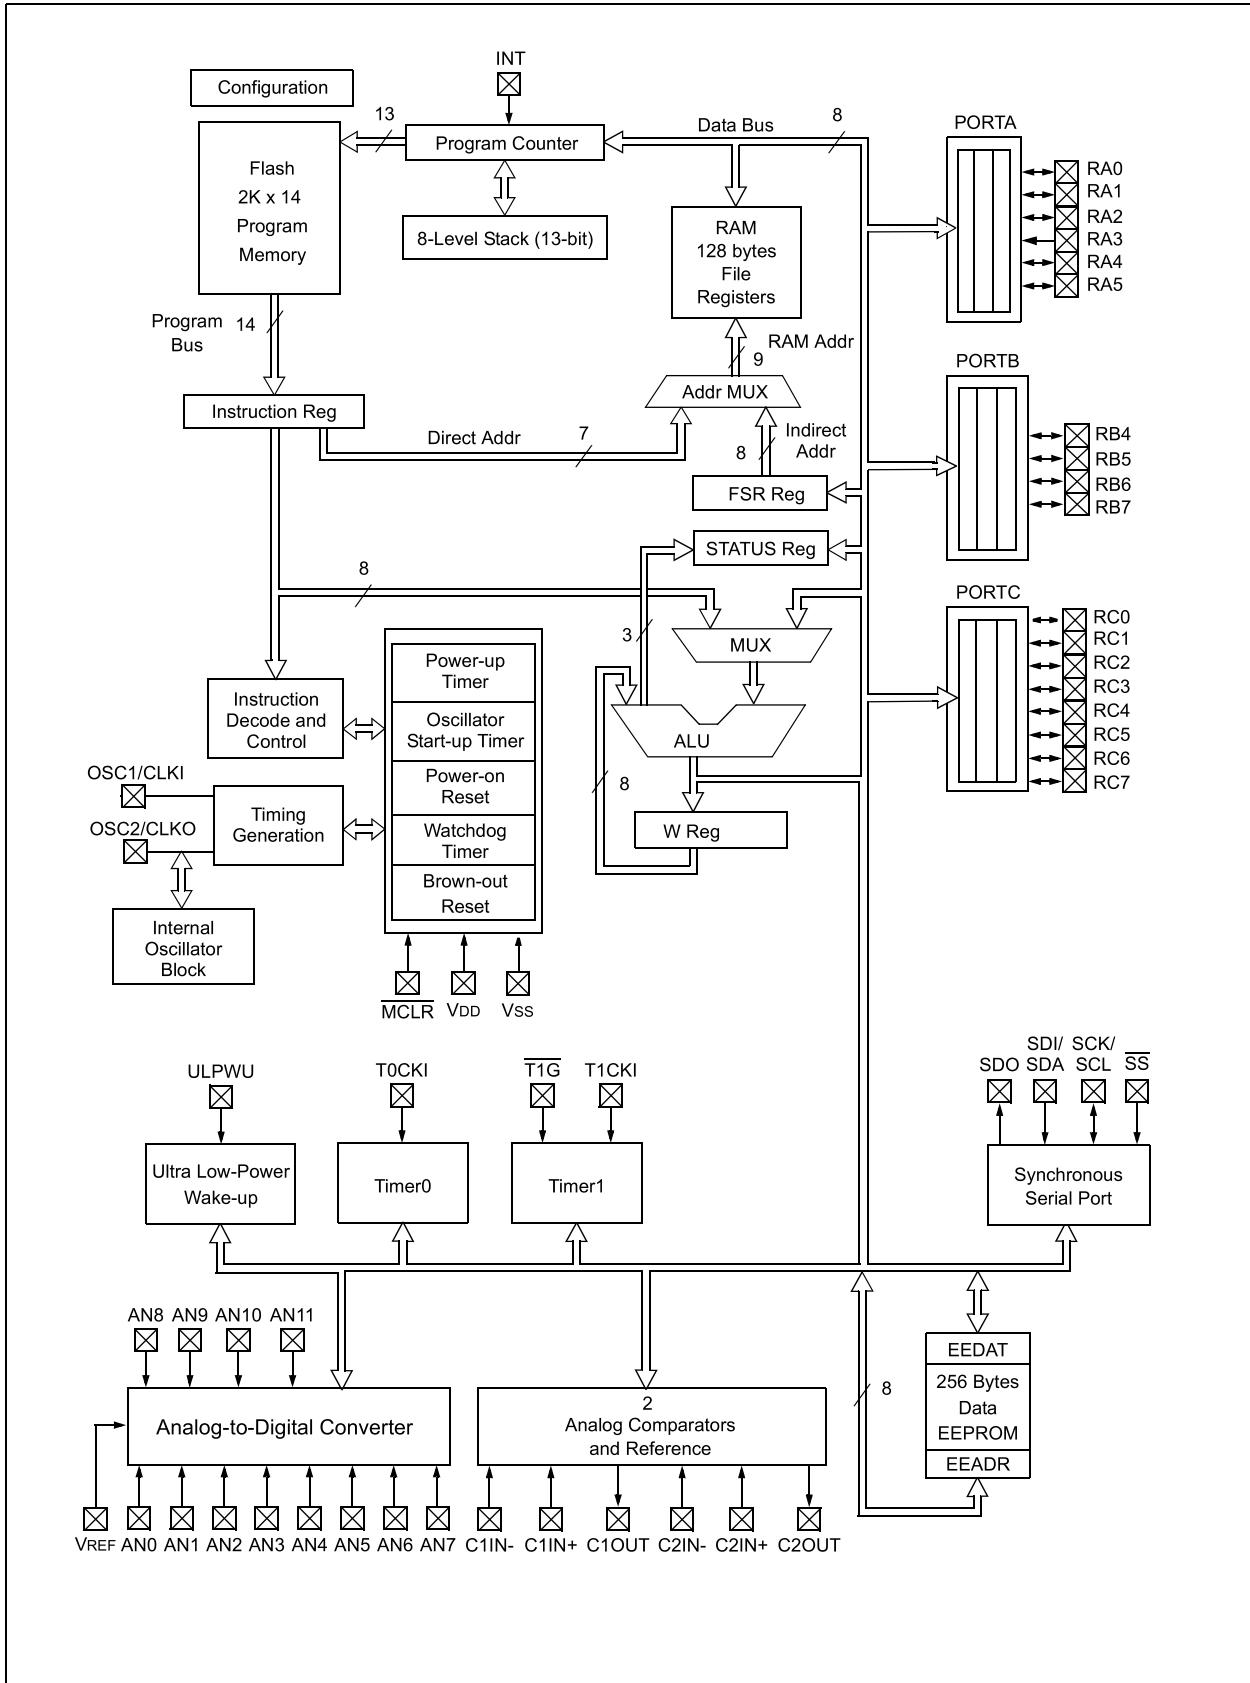 INT
Configuration
13
Program Counter
Data Bus
8
PORTA
Flash
2K x 14
Program
Memory
8-Level Stack (13-bit)
RAM
128 bytes
File
Registers
RA0
RA1
RA2
RA3
RA4
RA5
Program
Bus
14
RAM Addr
9
PORTB
Addr MUX
Instruction Reg
Direct Addr
7
Indirect
Addr
8
FSR Reg
RB4
RB5
RB6
RB7
STATUS Reg
8
3
MUX
PORTC
RC0
RC1
RC2
RC3
RC4
RC5
RC6
RC7
Power-up
Timer
Oscillator
Start-up Timer
Power-on
Reset
Watchdog
Timer
Brown-out
Reset
Instruction
Decode and
Control
ALU
8
W Reg
OSC1/CLKI
OSC2/CLKO
Timing
Generation
Internal
Oscillator
Block
MCLR
VDD
VSS
ULPWU
T0CKI
T1G
T1CKI
SDO
SDI/
SDA
SCK/
SCL
SS
Ultra Low-Power
Wake-up
Timer0
Timer1
Synchronous
Serial Port
AN8
AN9
AN10
AN11
Analog-to-Digital Converter
2
Analog Comparators
and Reference
8
EEDAT
256 Bytes
Data
EEPROM
EEADR
VREF
AN0
AN1
AN2
AN3
AN4
AN5
AN6
AN7
C1IN-
C1IN+
C1OUT
C2IN-
C2IN+
C2OUT